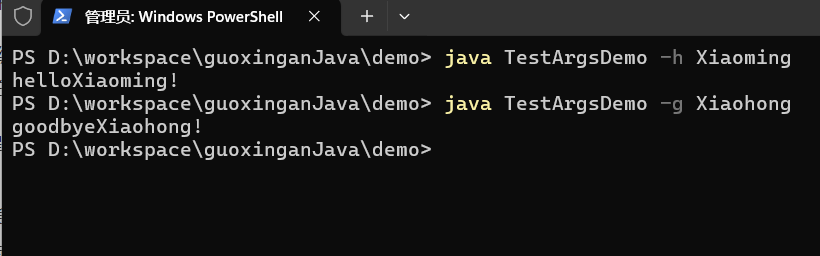 管理员: Windows PowerShell
PS D:\workspace\guoxinganJava\demo> java TestArgsDemo -h Xiaoming
helloXiaoming!
PS D:\workspace\guoxinganJava\demo> java TestArgsDemo -g Xiaohong
goodbyeXiaohong!
PS D:\workspace\guoxinganJava\demo>